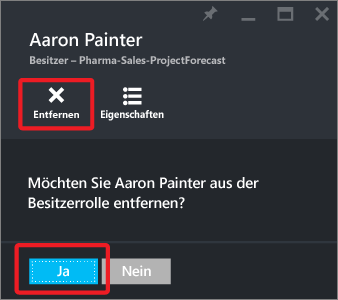 Aaron Painter
Besitzer – Pharma-Sales-ProjectForecast
Entfernen
Eigenschaften
Möchten Sie Aaron Painter aus der
Besitzerrolle entfernen?
Ja
Nein